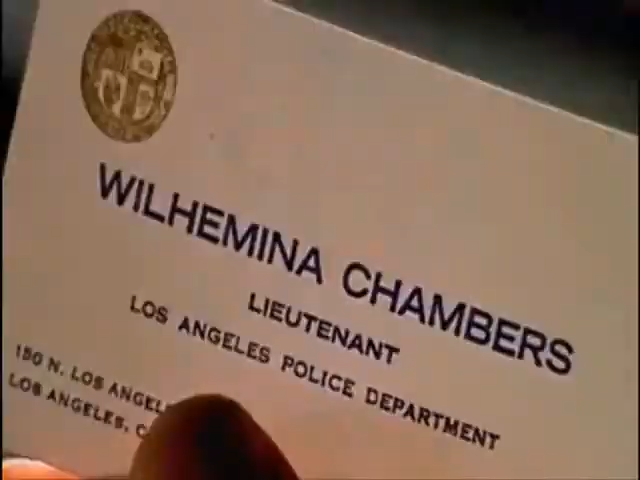 WILHEMINA CHAMBERS
LIEUTENANT
LOS ANGELES POLICE DEPARTMENT
150 N. LOS ANGEL
LOS ANGELES, C